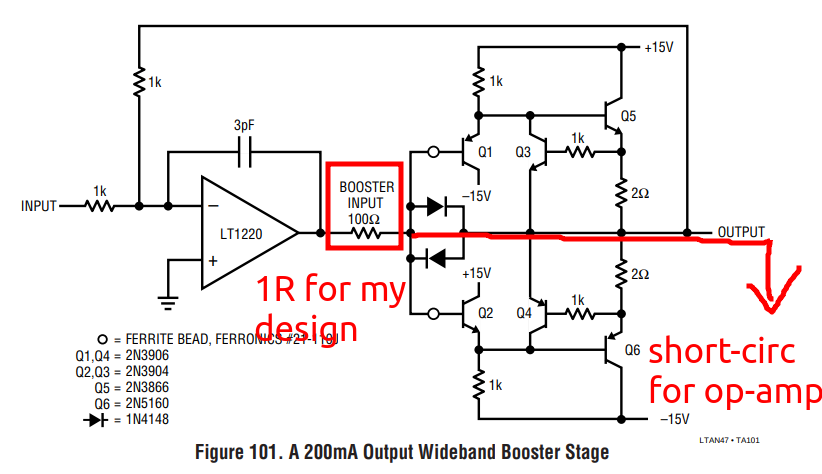 +15V
1k
1k
Q5
3pF
Q1
Q3
1k
2Ω
–15V
BOOSTER
INPUT
100Ω
INPUT
1k
–
LT1220
+
OUTPUT
+15V
2Ω
1k
Q2
Q4
Q6
1k
–15V
1R for my
design
short-circ
for op-amp
= FERRITE BEAD, FERRONICS #21-110J
Q1,Q4 = 2N3906
Q2,Q3 = 2N3904
Q5 = 2N3866
Q6 = 2N5160
= 1N4148
LTAN47 • TA101
Figure 101. A 200mA Output Wideband Booster Stage